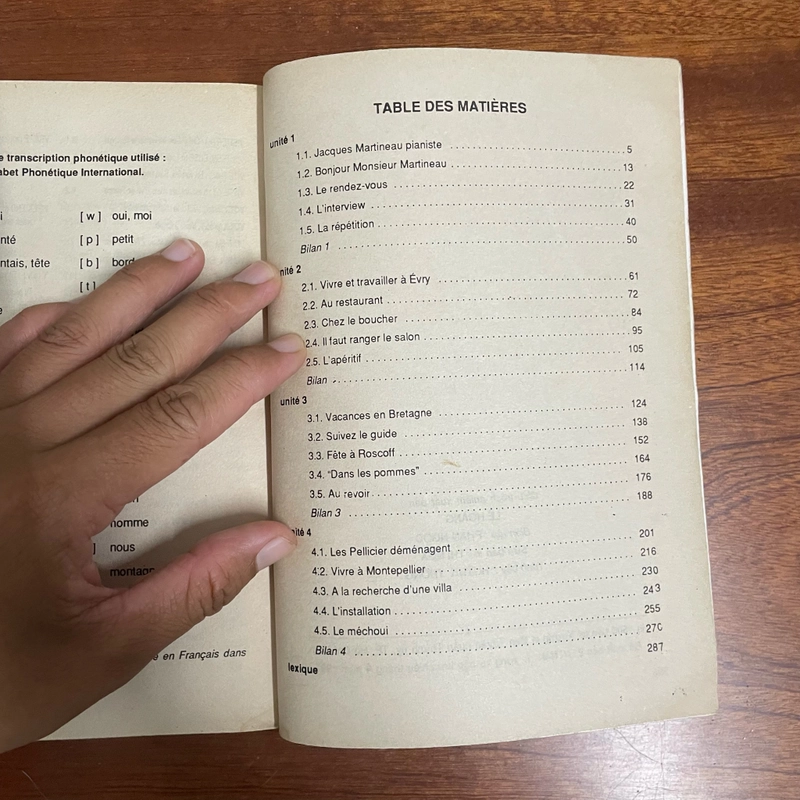 e transcription phonétique utilisé :
abet Phonétique International.
[ w ] oui, moi
[ p ] petit
ntais, tête [ b ] bord
[ t ]
homme
] nous
montagn
e en Français dans
TABLE DES MATIÈRES
unité 1
1.1. Jacques Martineau pianiste 5
1.2. Bonjour Monsieur Martineau 13
1.3. Le rendez-vous 22
1.4. L'interview 31
1.5. La répétition 40
Bilan 1 50
nité 2
2.1. Vivre et travailler à Évry 61
2.2. Au restaurant 72
2.3. Chez le boucher 84
2.4. Il faut ranger le salon 95
2.5. L'apéritif 105
Bilan 114
unité 3
3.1. Vacances en Bretagne 124
3.2. Suivez le guide 138
3.3. Fête à Roscoff 152
3.4. "Dans les pommes" 164
3.5. Au revoir 176
Bilan 3 188
nité 4
4.1. Les Pellicier déménagent 201
4.2. Vivre à Montepellier 216
4.3. A la recherche d'une villa 230
4.4. L'installation 243
4.5. Le méchoui 255
Bilan 4 270
lexique 287